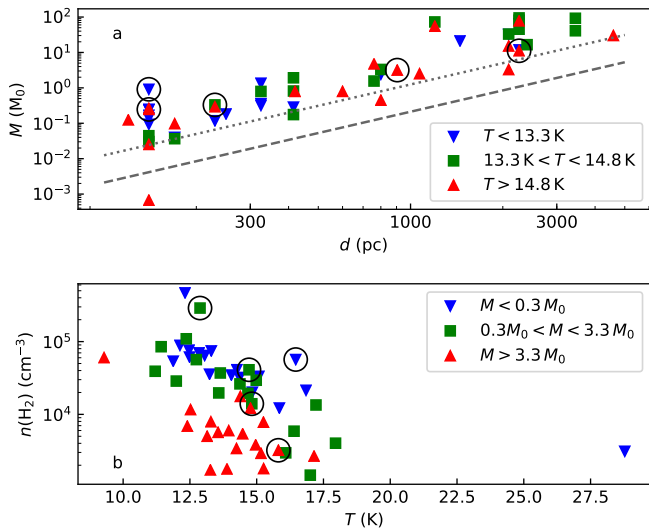 a
10²
10¹
10⁰
10⁻¹
10⁻²
10⁻³
M (M₀)
T < 13.3 K
13.3 K < T < 14.8 K
T > 14.8 K
300 1000 3000
d (pc)
M < 0.3 M₀
0.3M₀ < M < 3.3 M₀
M > 3.3 M₀
10⁵
10⁴
n(H₂) (cm⁻³)
b
10.0 12.5 15.0 17.5 20.0 22.5 25.0 27.5
T (K)